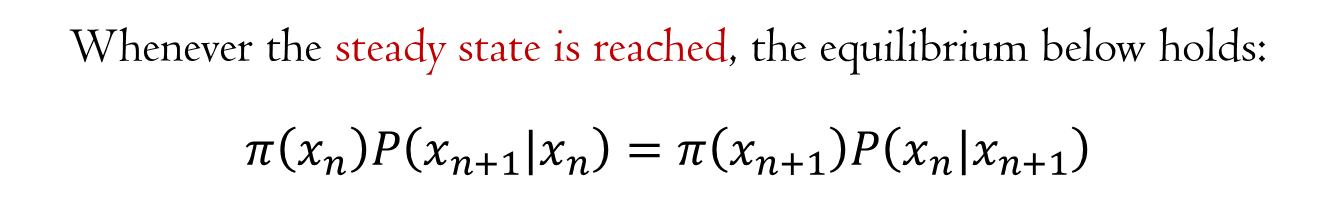 Whenever the steady state is reached, the equilibrium below holds:
𝜋(𝑥ₙ)𝑃(𝑥ₙ₊₁|𝑥ₙ) = 𝜋(𝑥ₙ₊₁)𝑃(𝑥ₙ|𝑥ₙ₊₁)